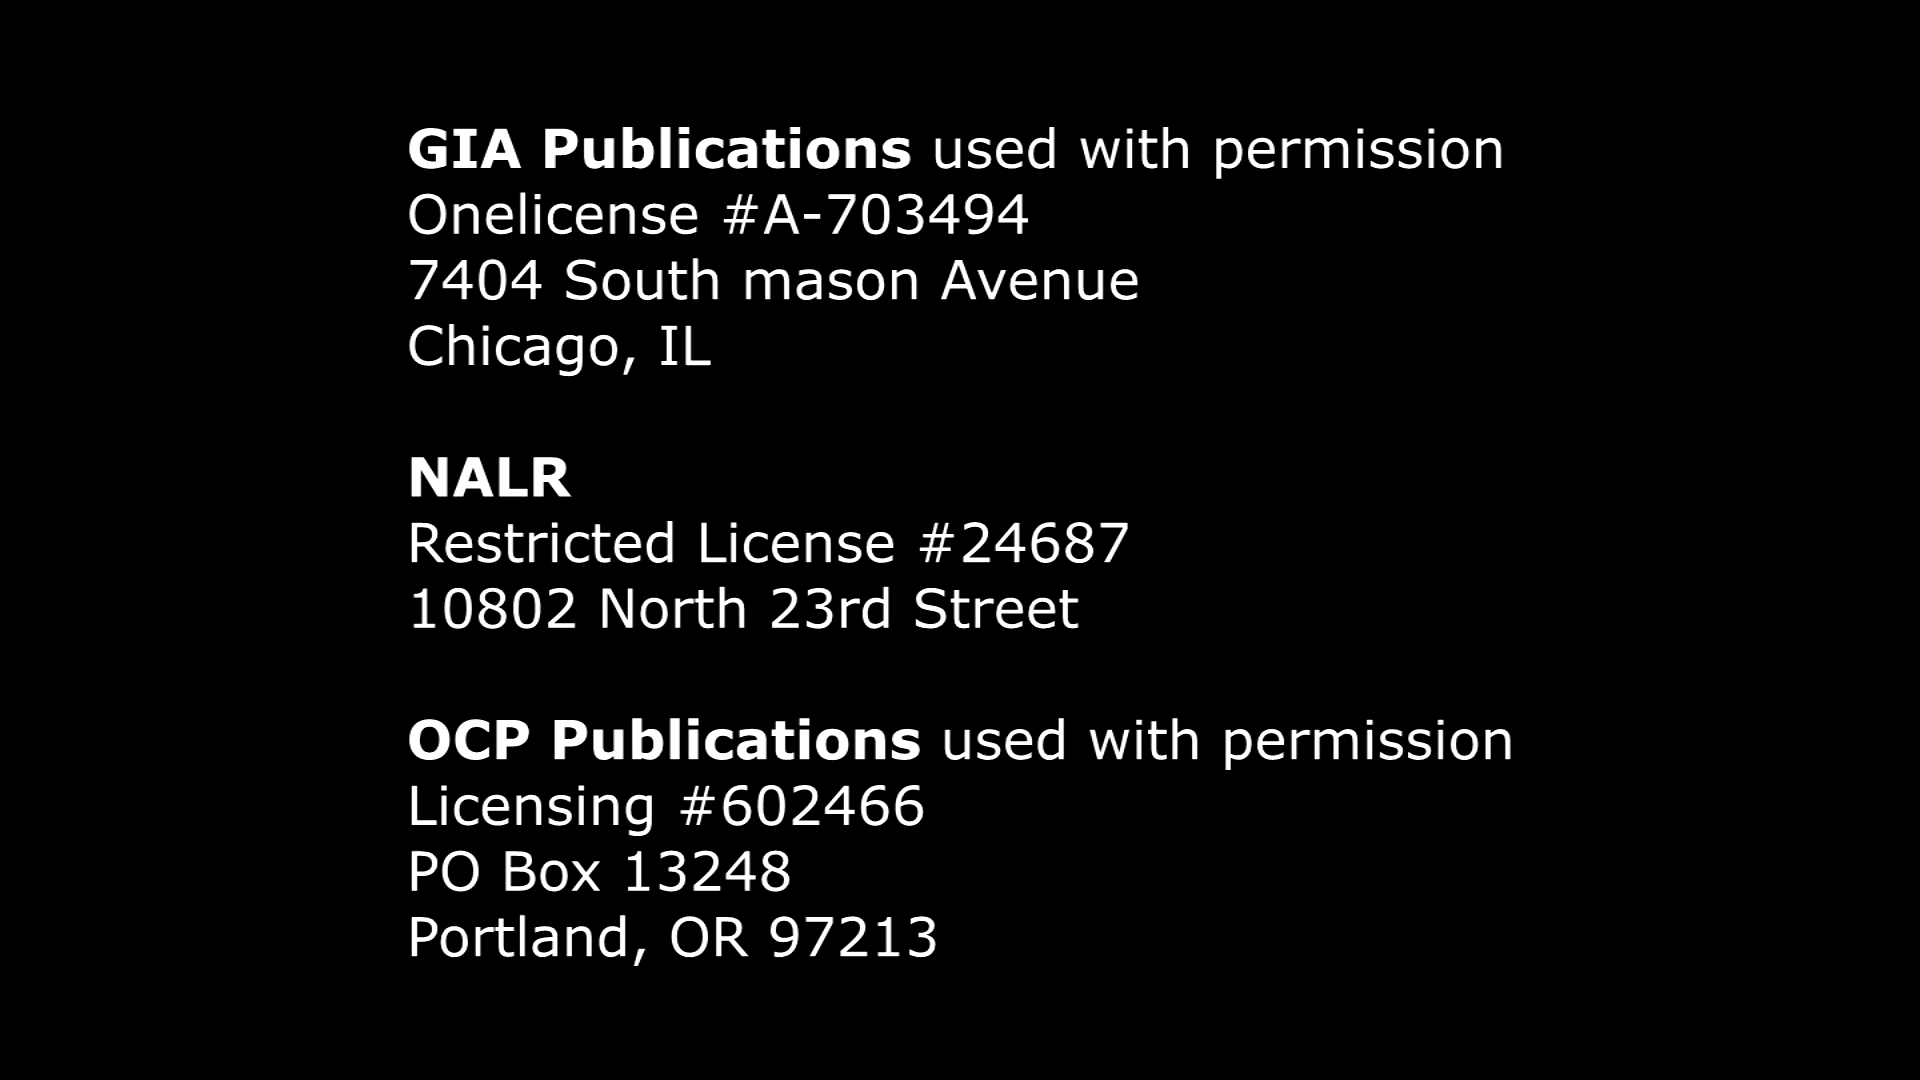 GIA Publications used with permission
Onelicense #A-703494
7404 South mason Avenue
Chicago, IL
NALR
Restricted License #24687
10802 North 23rd Street
OCP Publications used with permission
Licensing #602466
PO Box 13248
Portland, OR 97213